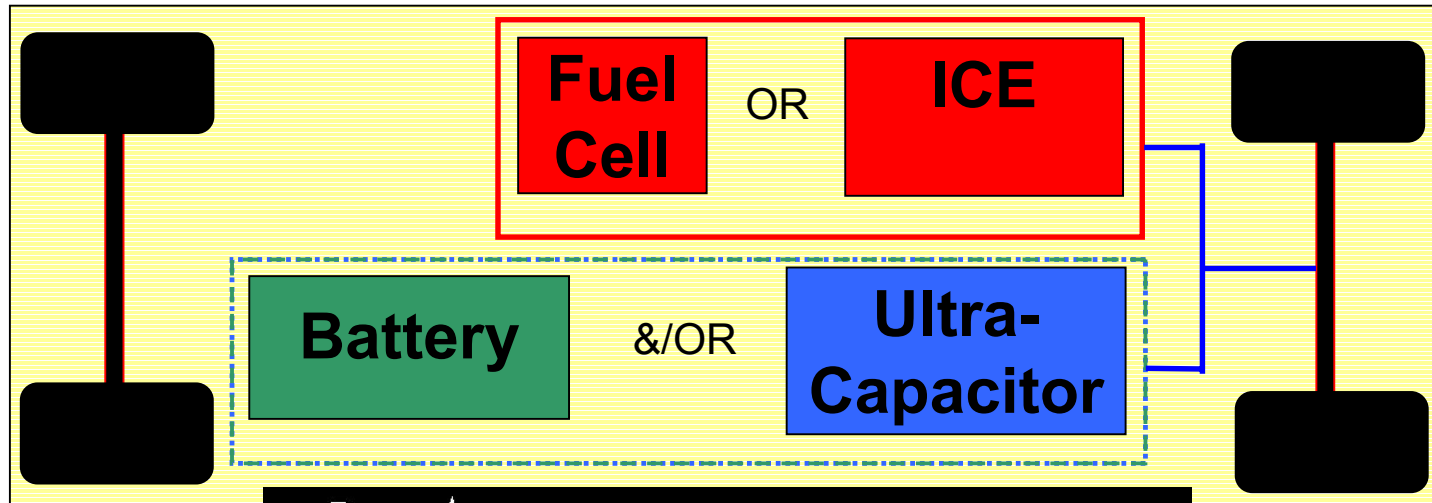 Fuel
Cell
OR
ICE
Battery
&/OR
Ultra-
Capacitor